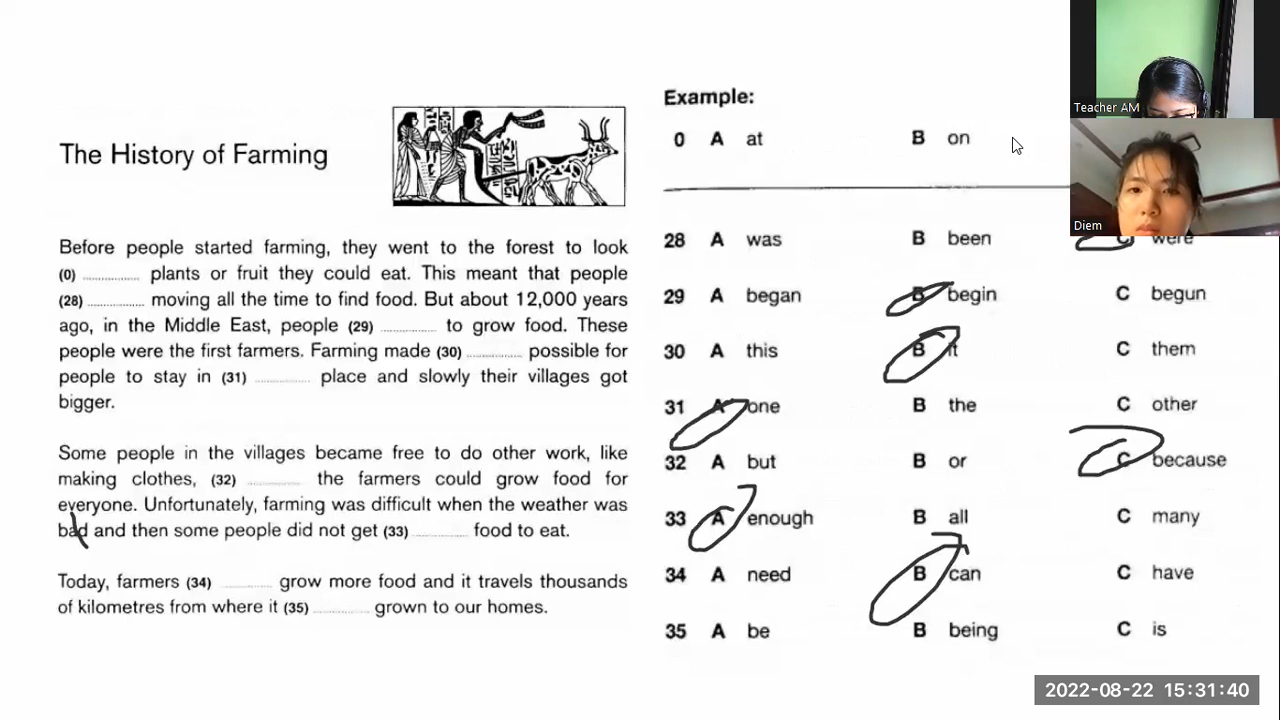 The History of Farming
Before people started farming, they went to the forest to look
(0) ............ plants or fruit they could eat. This meant that people
(28) ............ moving all the time to find food. But about 12,000 years
ago, in the Middle East, people (29) ............ to grow food. These
people were the first farmers. Farming made (30) ............ possible for
people to stay in (31) ............ place and slowly their villages got
bigger.
Some people in the villages became free to do other work, like
making clothes, (32) ............ the farmers could grow food for
everyone. Unfortunately, farming was difficult when the weather was
bad and then some people did not get (33) ............ food to eat.
Today, farmers (34) ............ grow more food and it travels thousands
of kilometres from where it (35) ............ grown to our homes.
Example:
0 A at B on
28 A was B been C were
29 A began B begin C begun
30 A this B it C them
31 A one B the C other
32 A but B or C because
33 A enough B all C many
34 A need B can C have
35 A be B being C is
Teacher AM
Diem
2022-08-22 15:31:40